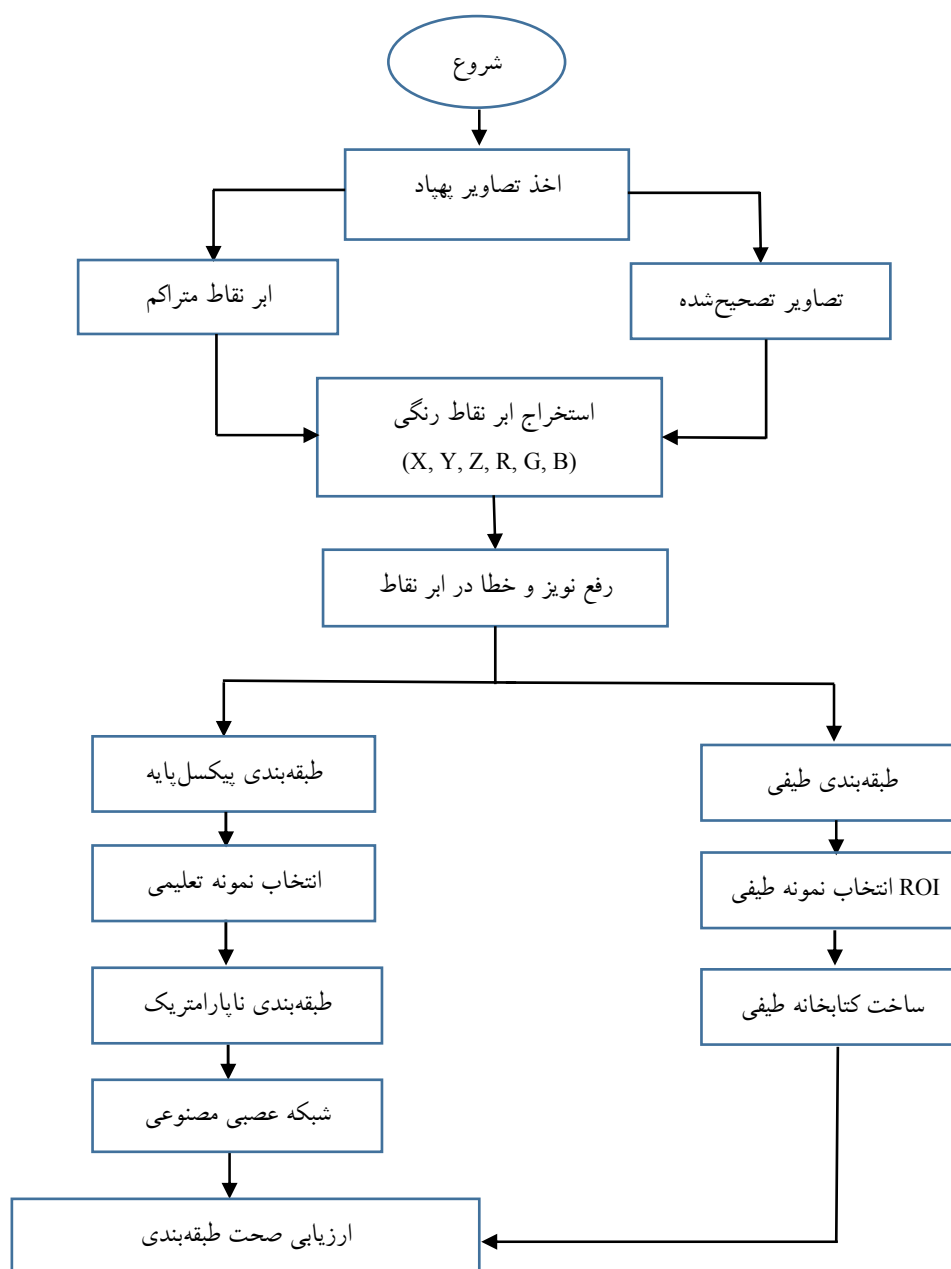 شروع
اخذ تصاویر پهپاد
تصاویر تصحیح‌شده
ابر نقاط متراکم
استخراج ابر نقاط رنگی
(X, Y, Z, R, G, B)
رفع نویز و خطا در ابر نقاط
طبقه‌بندی طیفی
طبقه‌بندی پیکسل‌پایه
ROI انتخاب نمونه طیفی
انتخاب نمونه تعلیمی
ساخت کتابخانه طیفی
طبقه‌بندی ناپارامتریک
شبکه عصبی مصنوعی
ارزیابی صحت طبقه‌بندی